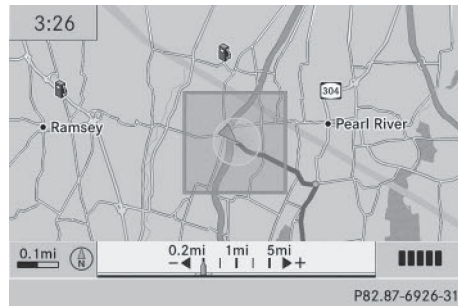 3:26
304
Ramsey
Pearl River
0.1mi
N
0.2mi 1mi 5mi
- +
P82.87-6926-31